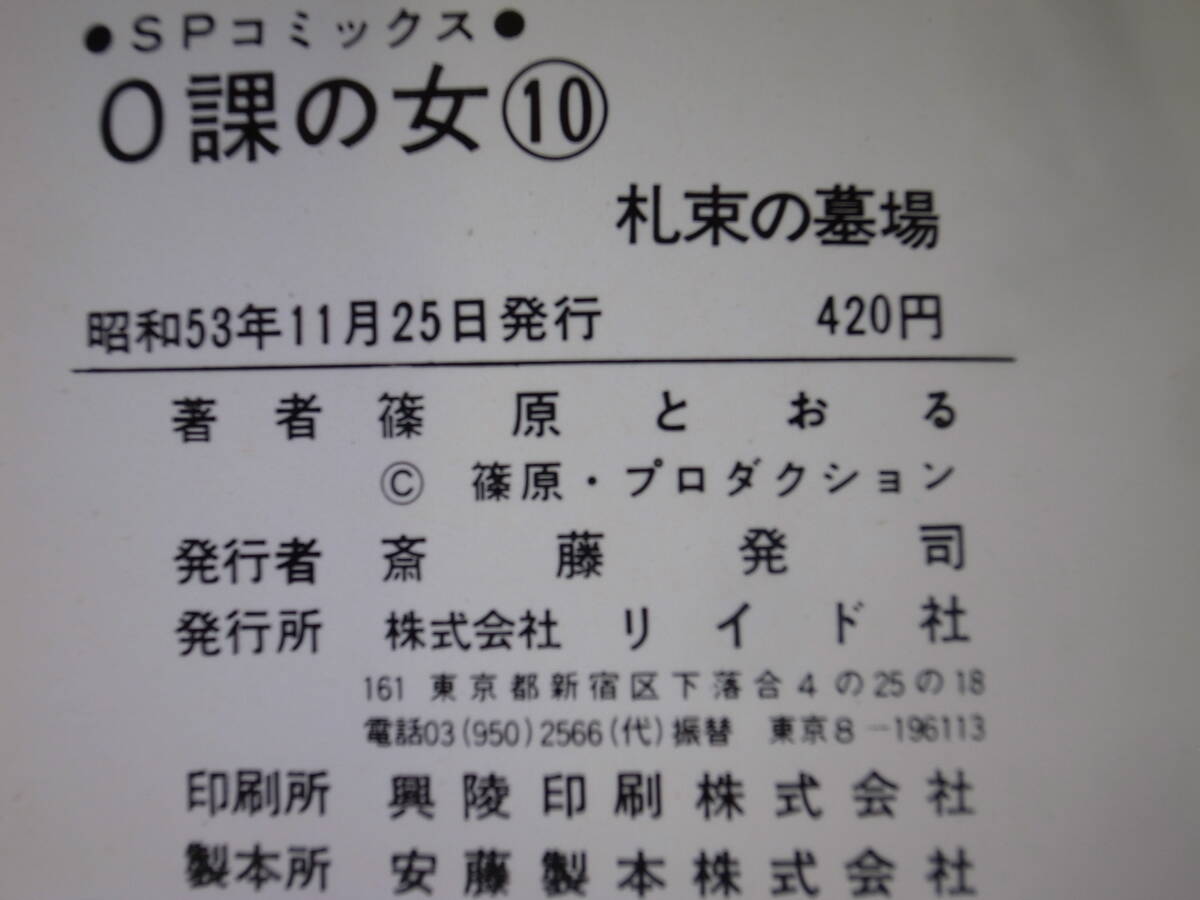 ●SPコミックス●
0課の女⑩
札束の墓場
昭和53年11月25日発行 420円
著者 篠原とおる
© 篠原・プロダクション
発行者 斎藤発司
発行所 株式会社 リイド社
161 東京都新宿区下落合4の25の18
電話03(950)2566(代)振替 東京8-196113
印刷所 興陵印刷株式会社
製本所 安藤製本株式会社